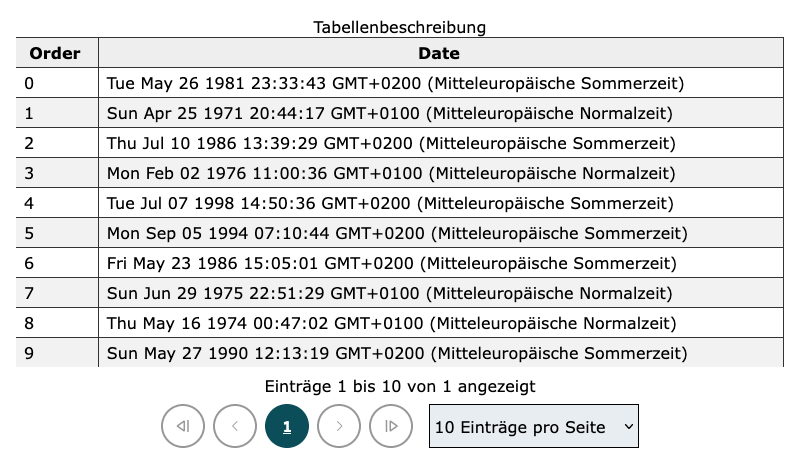 Tabellenbeschreibung
Order Date
0 Tue May 26 1981 23:33:43 GMT+0200 (Mitteleuropäische Sommerzeit)
1 Sun Apr 25 1971 20:44:17 GMT+0100 (Mitteleuropäische Normalzeit)
2 Thu Jul 10 1986 13:39:29 GMT+0200 (Mitteleuropäische Sommerzeit)
3 Mon Feb 02 1976 11:00:36 GMT+0100 (Mitteleuropäische Normalzeit)
4 Tue Jul 07 1998 14:50:36 GMT+0200 (Mitteleuropäische Sommerzeit)
5 Mon Sep 05 1994 07:10:44 GMT+0200 (Mitteleuropäische Sommerzeit)
6 Fri May 23 1986 15:05:01 GMT+0200 (Mitteleuropäische Sommerzeit)
7 Sun Jun 29 1975 22:51:29 GMT+0100 (Mitteleuropäische Normalzeit)
8 Thu May 16 1974 00:47:02 GMT+0100 (Mitteleuropäische Normalzeit)
9 Sun May 27 1990 12:13:19 GMT+0200 (Mitteleuropäische Sommerzeit)
Einträge 1 bis 10 von 1 angezeigt
1 10 Einträge pro Seite